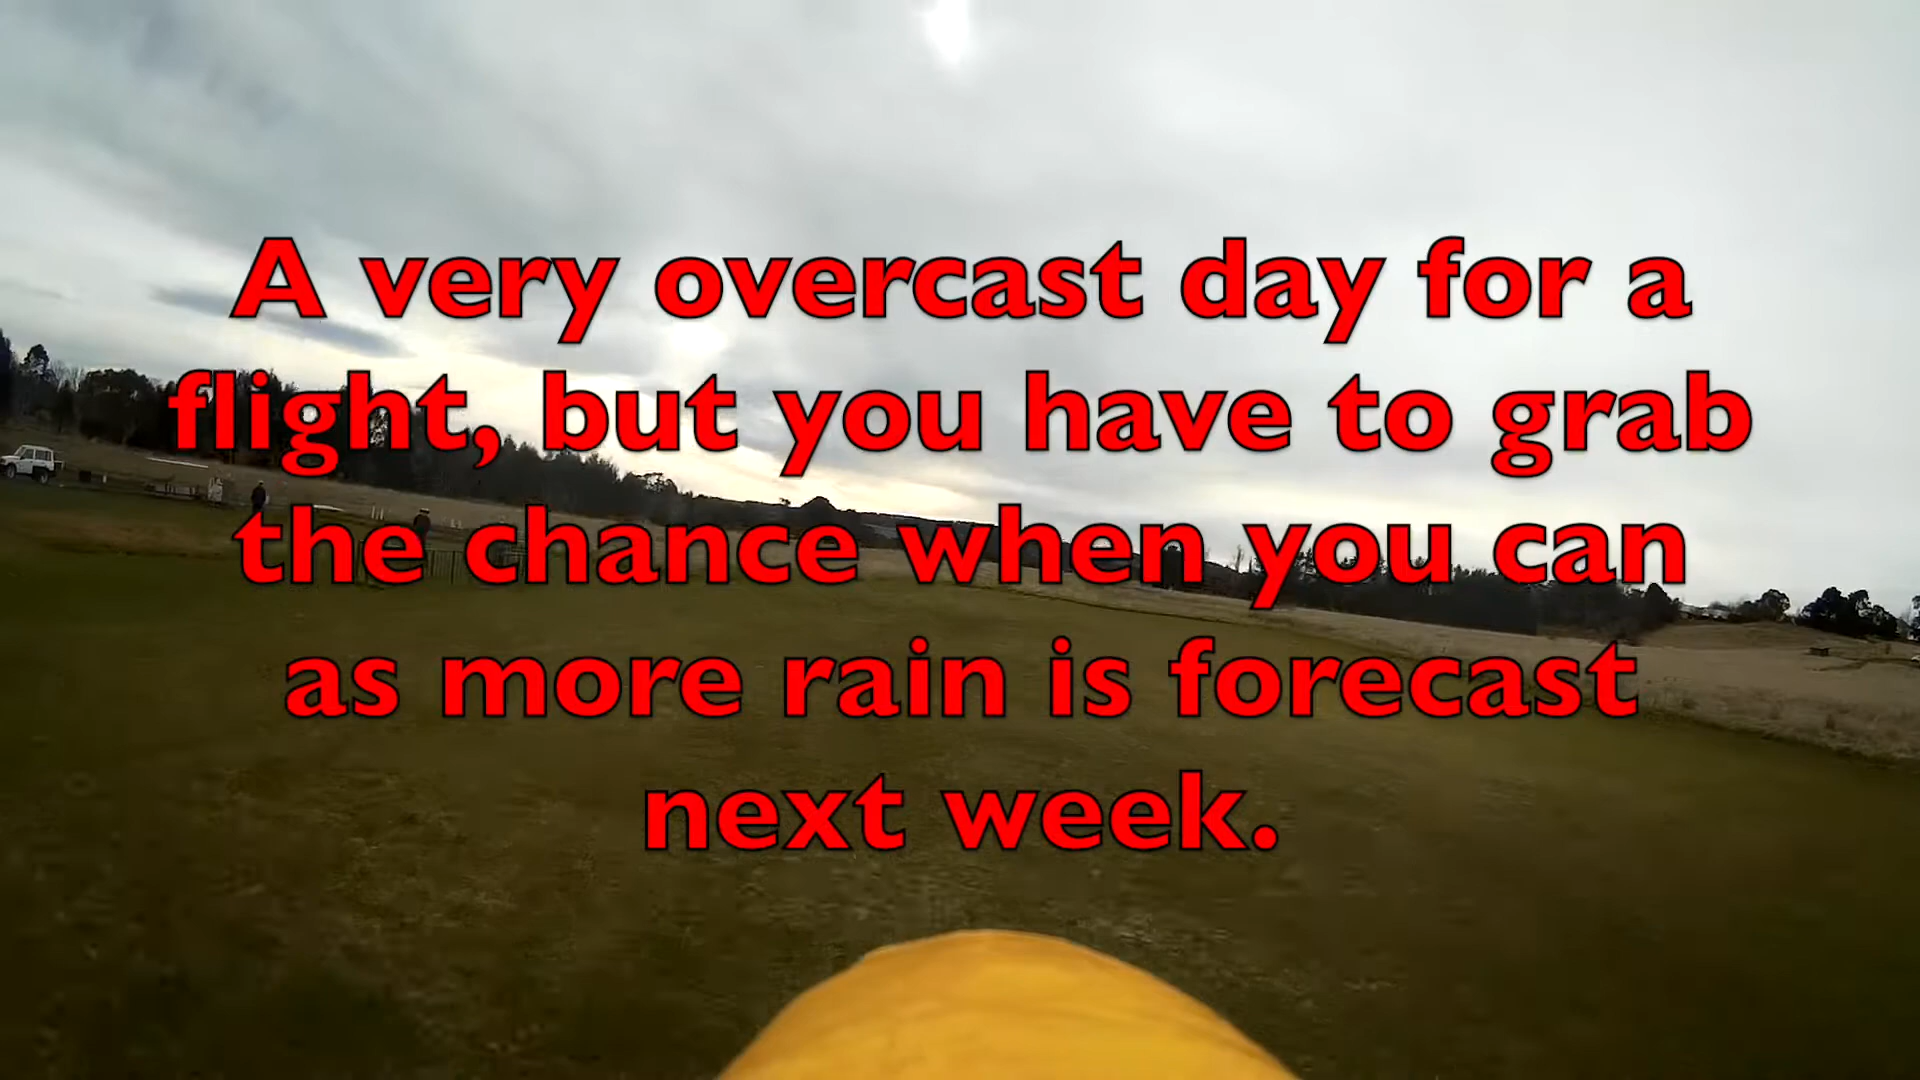 A very overcast day for a
flight, but you have to grab
the chance when you can
as more rain is forecast
next week.